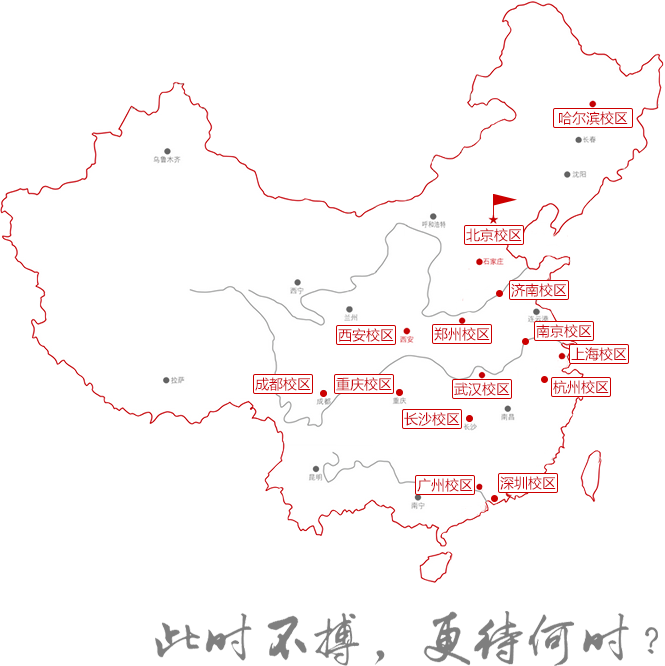 哈尔滨校区
长春
乌鲁木齐
沈阳
呼和浩特
北京校区
石家庄
西宁
济南校区
兰州
连云港
西安校区
西安
郑州校区
南京校区
上海校区
拉萨
成都校区
成都
重庆校区
重庆
武汉校区
杭州校区
长沙校区
长沙
南昌
昆明
广州校区
深圳校区
南宁
此时不搏,更待何时?